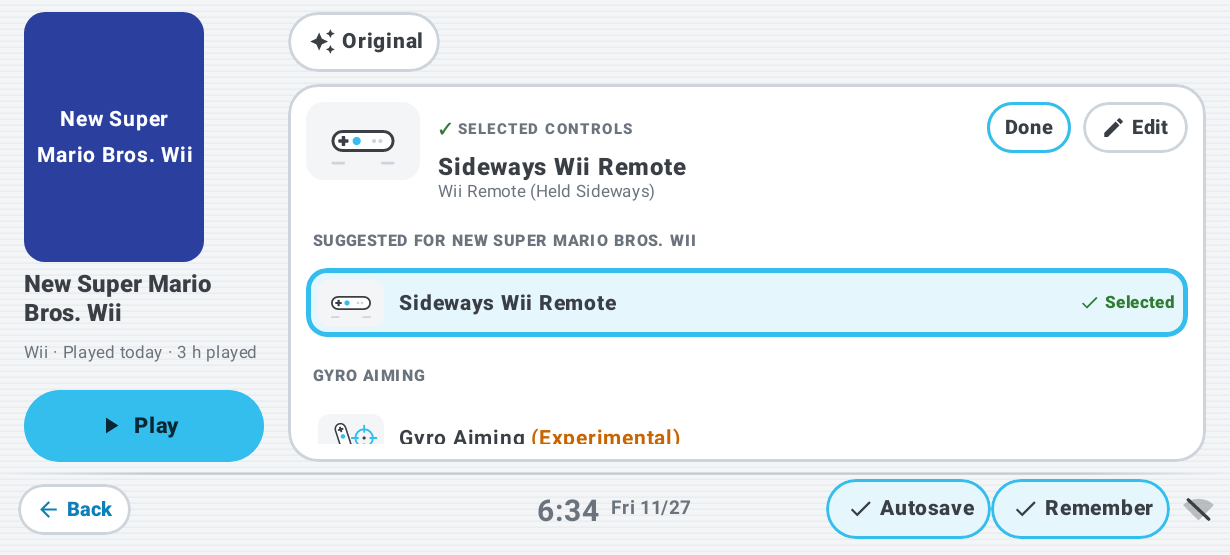 New Super
Mario Bros. Wii
New Super Mario
Bros. Wii
Wii · Played today · 3 h played
Play
Original
✓ SELECTED CONTROLS
Sideways Wii Remote
Wii Remote (Held Sideways)
Done
Edit
SUGGESTED FOR NEW SUPER MARIO BROS. WII
Sideways Wii Remote
Selected
GYRO AIMING
Gyro Aiming (Experimental)
Back
6:34 Fri 11/27
Autosave
Remember